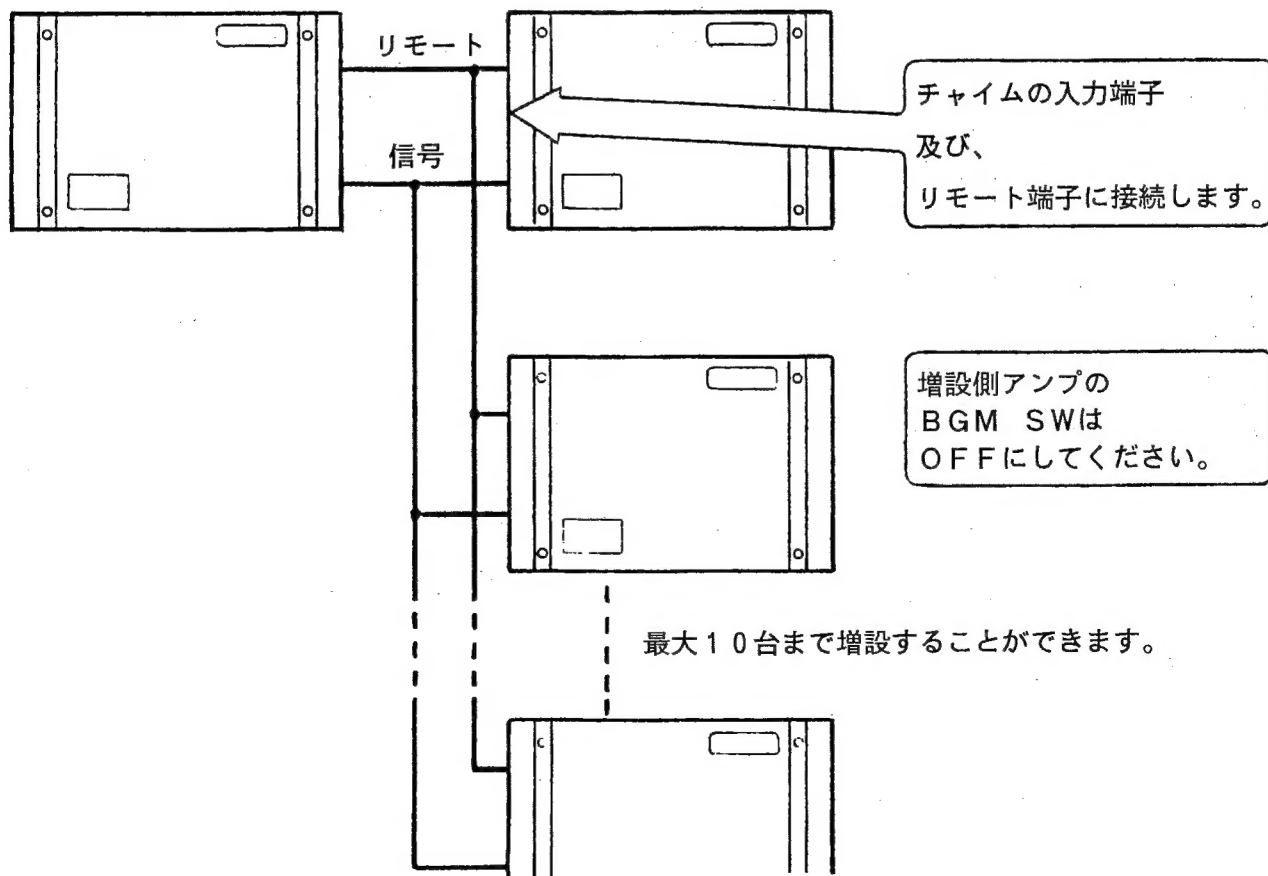 リモート
信号
チャイムの入力端子
及び、
リモート端子に接続します。
増設側アンプの
ＢＧＭ　ＳＷは
ＯＦＦにしてください。
最大１０台まで増設することができます。